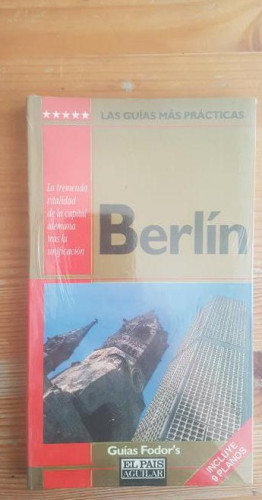 ★★★★★ LAS GUÍAS MÁS PRÁCTICAS
La tremenda
vitalidad
de la capital
alemana
tras la
unificación
Berlín
INCLUYE
9 PLANOS
Guías Fodor's
EL PAIS
AGUILAR